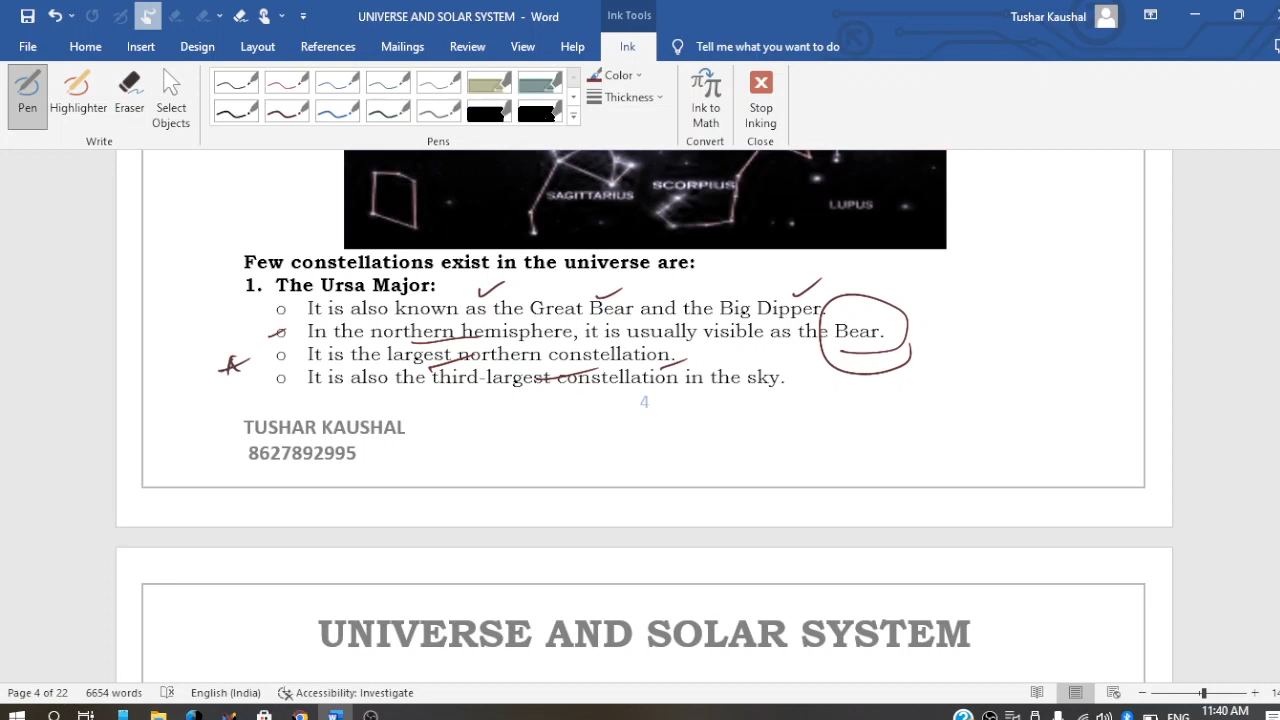 UNIVERSE AND SOLAR SYSTEM - Word
Ink Tools
Tushar Kaushal
File Home Insert Design Layout References Mailings Review View Help Ink Tell me what you want to do
Pen Highlighter Eraser Select Objects
Color
Thickness
Ink to Math
Stop Inking
Write Pens Convert Close
SAGITTARIUS SCORPIUS LUPUS
Few constellations exist in the universe are:
1. The Ursa Major:
o It is also known as the Great Bear and the Big Dipper.
o In the northern hemisphere, it is usually visible as the Bear.
o It is the largest northern constellation.
o It is also the third-largest constellation in the sky.
4
TUSHAR KAUSHAL
8627892995
UNIVERSE AND SOLAR SYSTEM
Page 4 of 22 6654 words English (India) Accessibility: Investigate
ENG 11:40 AM